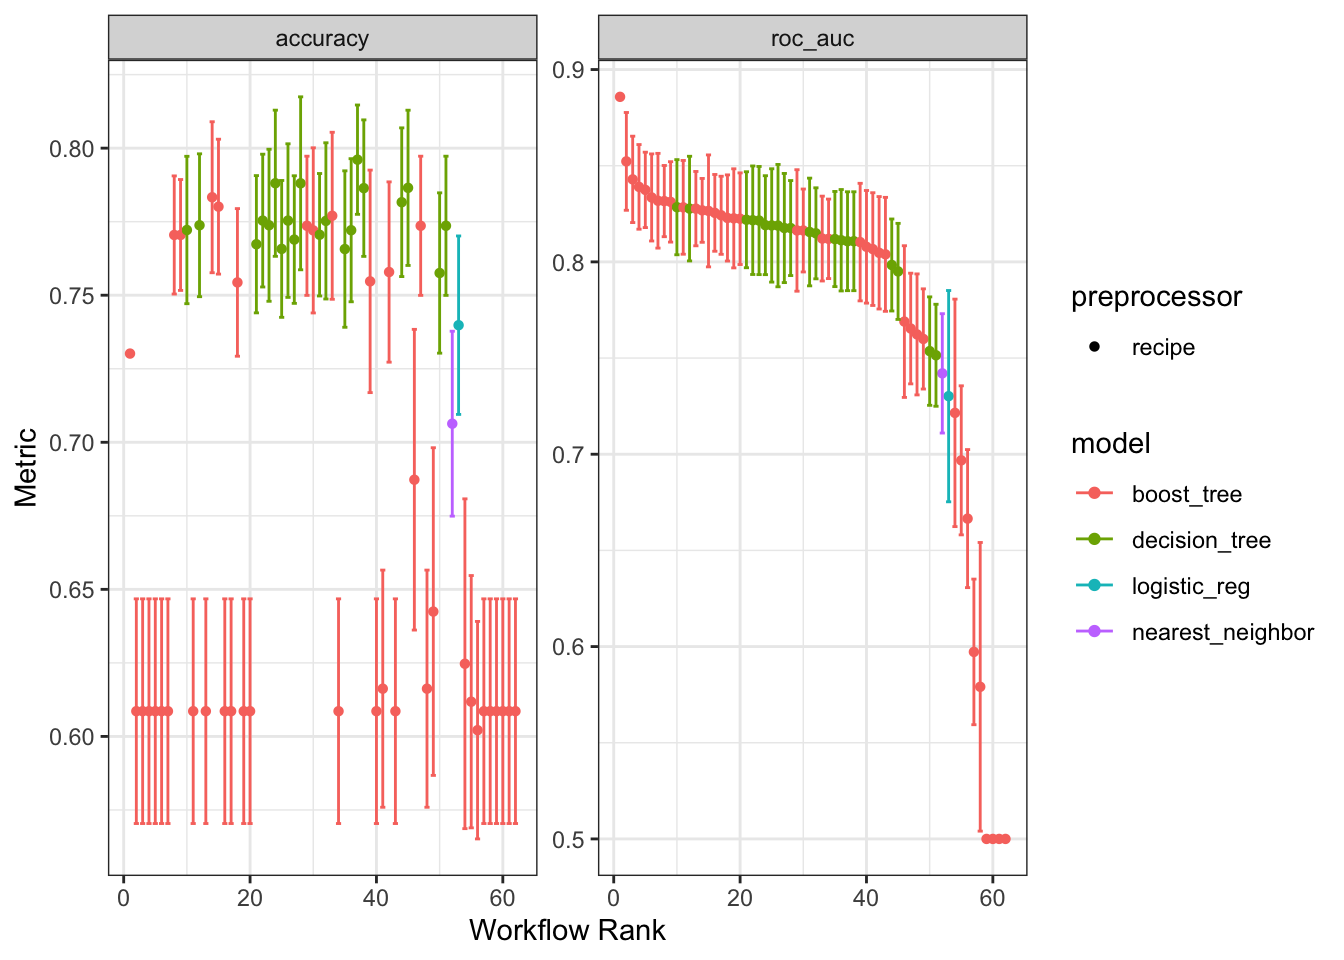 accuracy
roc_auc
Metric
0.80
0.75
0.70
0.65
0.60
0.9
0.8
0.7
0.6
0.5
0 20 40 60
0 20 40 60
Workflow Rank
preprocessor
recipe
model
boost_tree
decision_tree
logistic_reg
nearest_neighbor